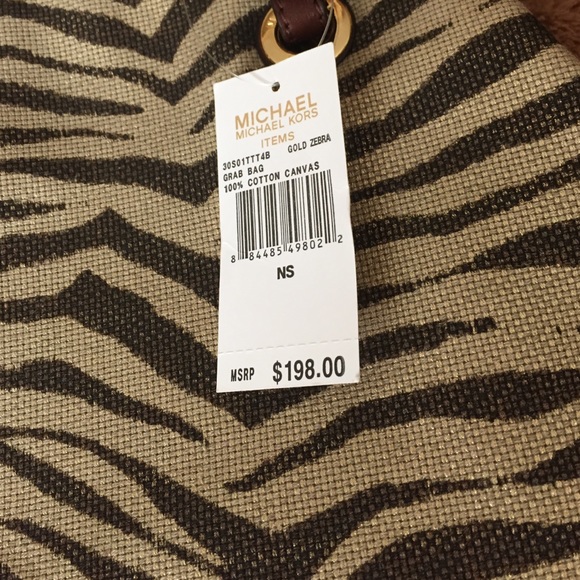 MICHAEL
MICHAEL KORS
ITEMS
30S01TTT4B GOLD ZEBRA
GRAB BAG
100% COTTON CANVAS
8 84485 49802 2
NS
MSRP $198.00